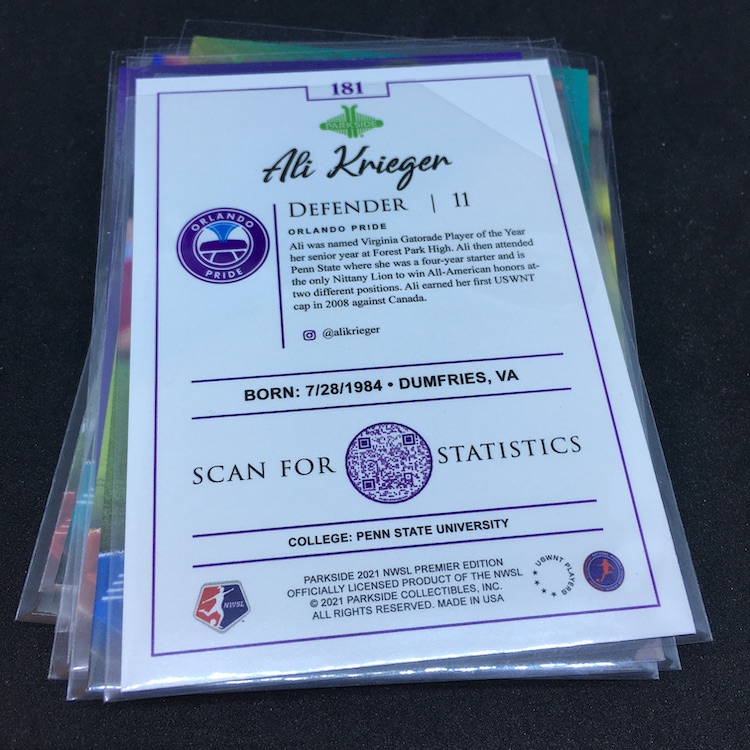 181
PARKSIDE
Ali Krieger
DEFENDER | 11
ORLANDO PRIDE
ORLANDO
PRIDE
Ali was named Virginia Gatorade Player of the Year
her senior year at Forest Park High. Ali then attended
Penn State where she was a four-year starter and is
the only Nittany Lion to win All-American honors at-
two different positions. Ali earned her first USWNT
cap in 2008 against Canada.
@alikrieger
BORN: 7/28/1984 • DUMFRIES, VA
SCAN FOR STATISTICS
COLLEGE: PENN STATE UNIVERSITY
PARKSIDE 2021 NWSL PREMIER EDITION
OFFICIALLY LICENSED PRODUCT OF THE NWSL
© 2021 PARKSIDE COLLECTIBLES, INC.
ALL RIGHTS RESERVED. MADE IN USA
NWSL
USWNT PLAYERS